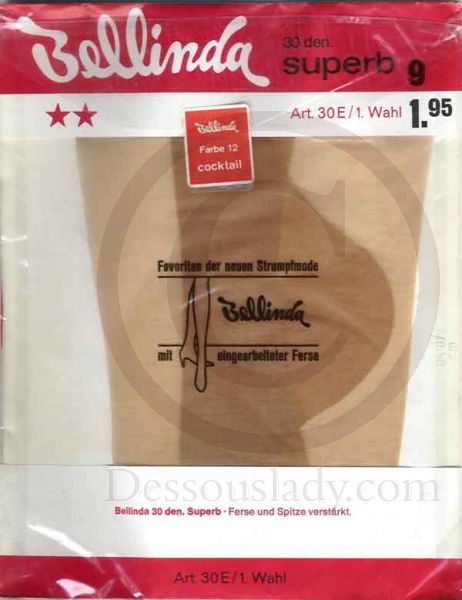 Bellinda
30 den.
superb 9
Art. 30 E / 1. Wahl 1.95
Bellinda
Farbe 12
cocktail
Favoriten der neuen Strumpfmode
Bellinda
mit eingearbeiteter Ferse
Dessouslady.com
Bellinda 30 den. Superb · Ferse und Spitze verstärkt.
Art. 30 E / 1. Wahl